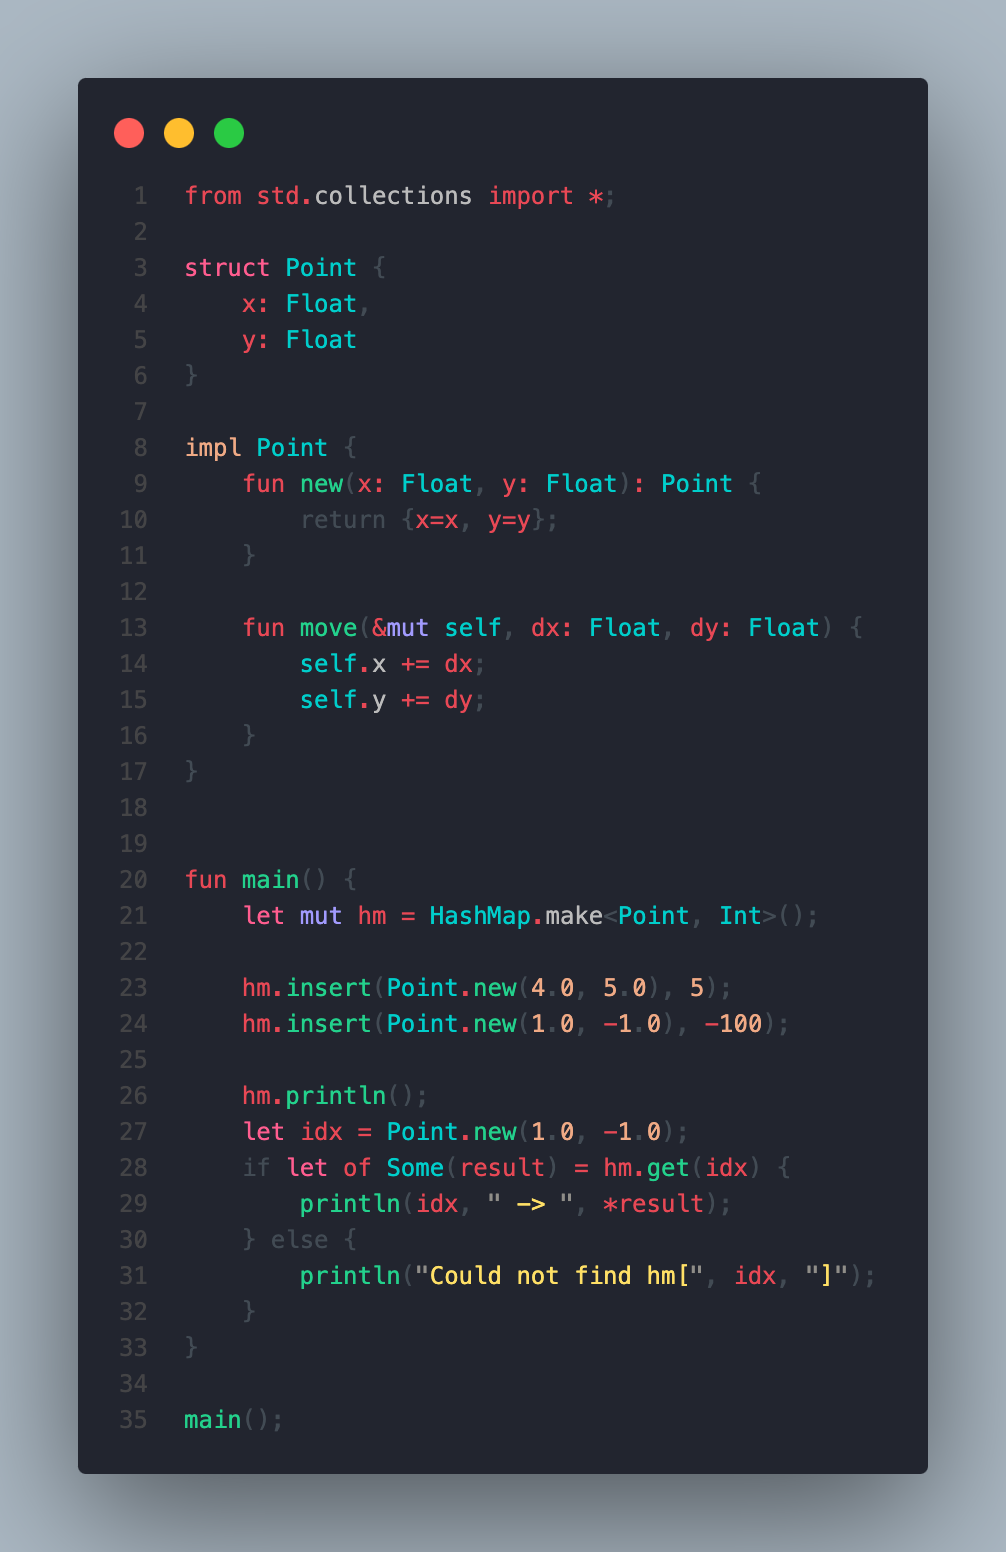 1 from std.collections import *;
2
3 struct Point {
4     x: Float,
5     y: Float
6 }
7
8 impl Point {
9     fun new(x: Float, y: Float): Point {
10         return {x=x, y=y};
11     }
12
13     fun move(&mut self, dx: Float, dy: Float) {
14         self.x += dx;
15         self.y += dy;
16     }
17 }
18
19
20 fun main() {
21     let mut hm = HashMap.make<Point, Int>();
22
23     hm.insert(Point.new(4.0, 5.0), 5);
24     hm.insert(Point.new(1.0, -1.0), -100);
25
26     hm.println();
27     let idx = Point.new(1.0, -1.0);
28     if let of Some(result) = hm.get(idx) {
29         println(idx, " -> ", *result);
30     } else {
31         println("Could not find hm[", idx, "]");
32     }
33 }
34
35 main();